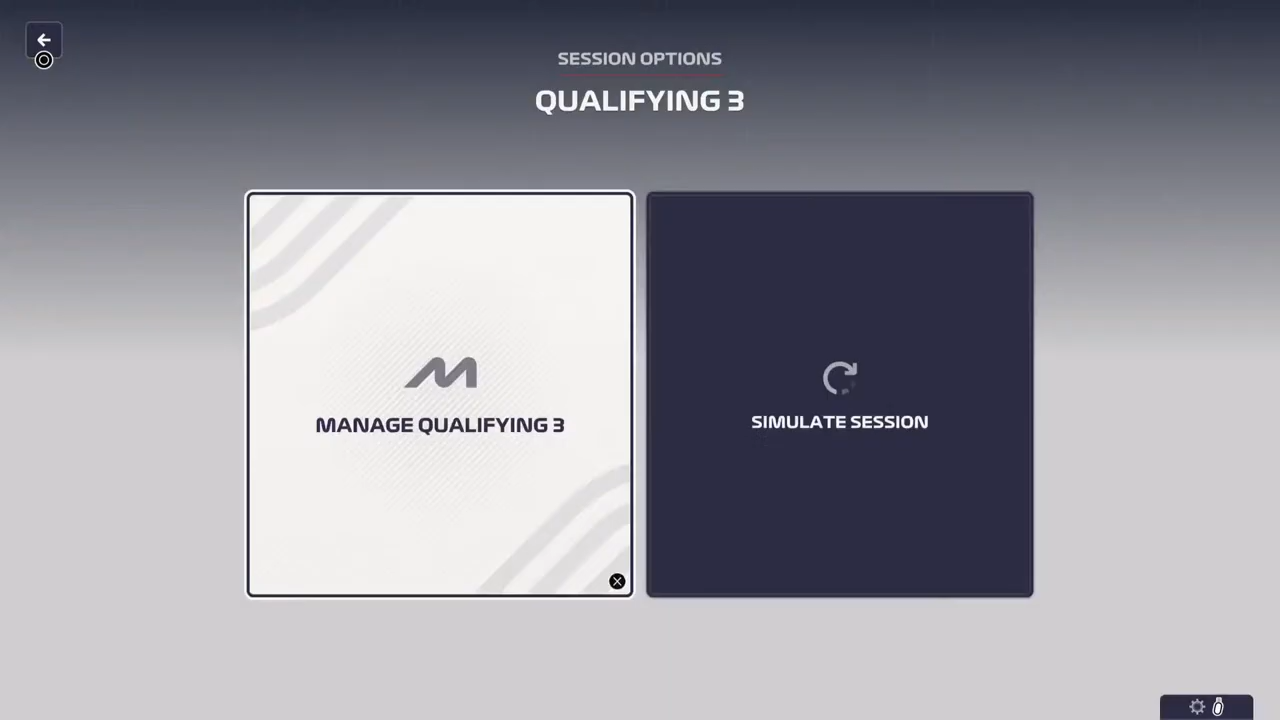 SESSION OPTIONS
QUALIFYING 3
MANAGE QUALIFYING 3
SIMULATE SESSION